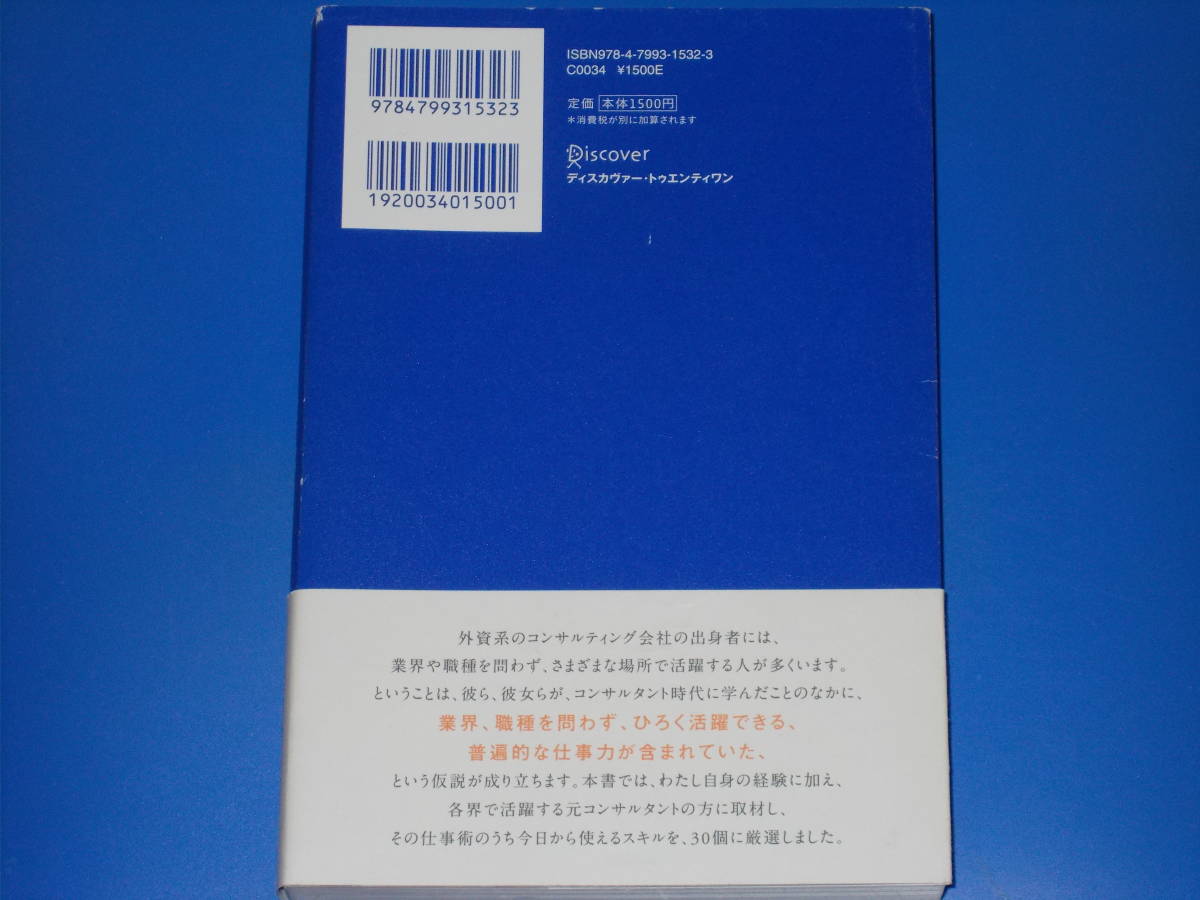 9784799315323
1920034015001
ISBN978-4-7993-1532-3
C0034 ¥1500E
定価 本体1500円
＊消費税が別に加算されます
Discover
ディスカヴァー・トゥエンティワン
外資系のコンサルティング会社の出身者には、
業界や職種を問わず、さまざまな場所で活躍する人が多くいます。
ということは、彼ら、彼女らが、コンサルタント時代に学んだことのなかに、
業界、職種を問わず、ひろく活躍できる、
普遍的な仕事力が含まれていた、
という仮説が成り立ちます。本書では、わたし自身の経験に加え、
各界で活躍する元コンサルタントの方に取材し、
その仕事術のうち今日から使えるスキルを、30個に厳選しました。